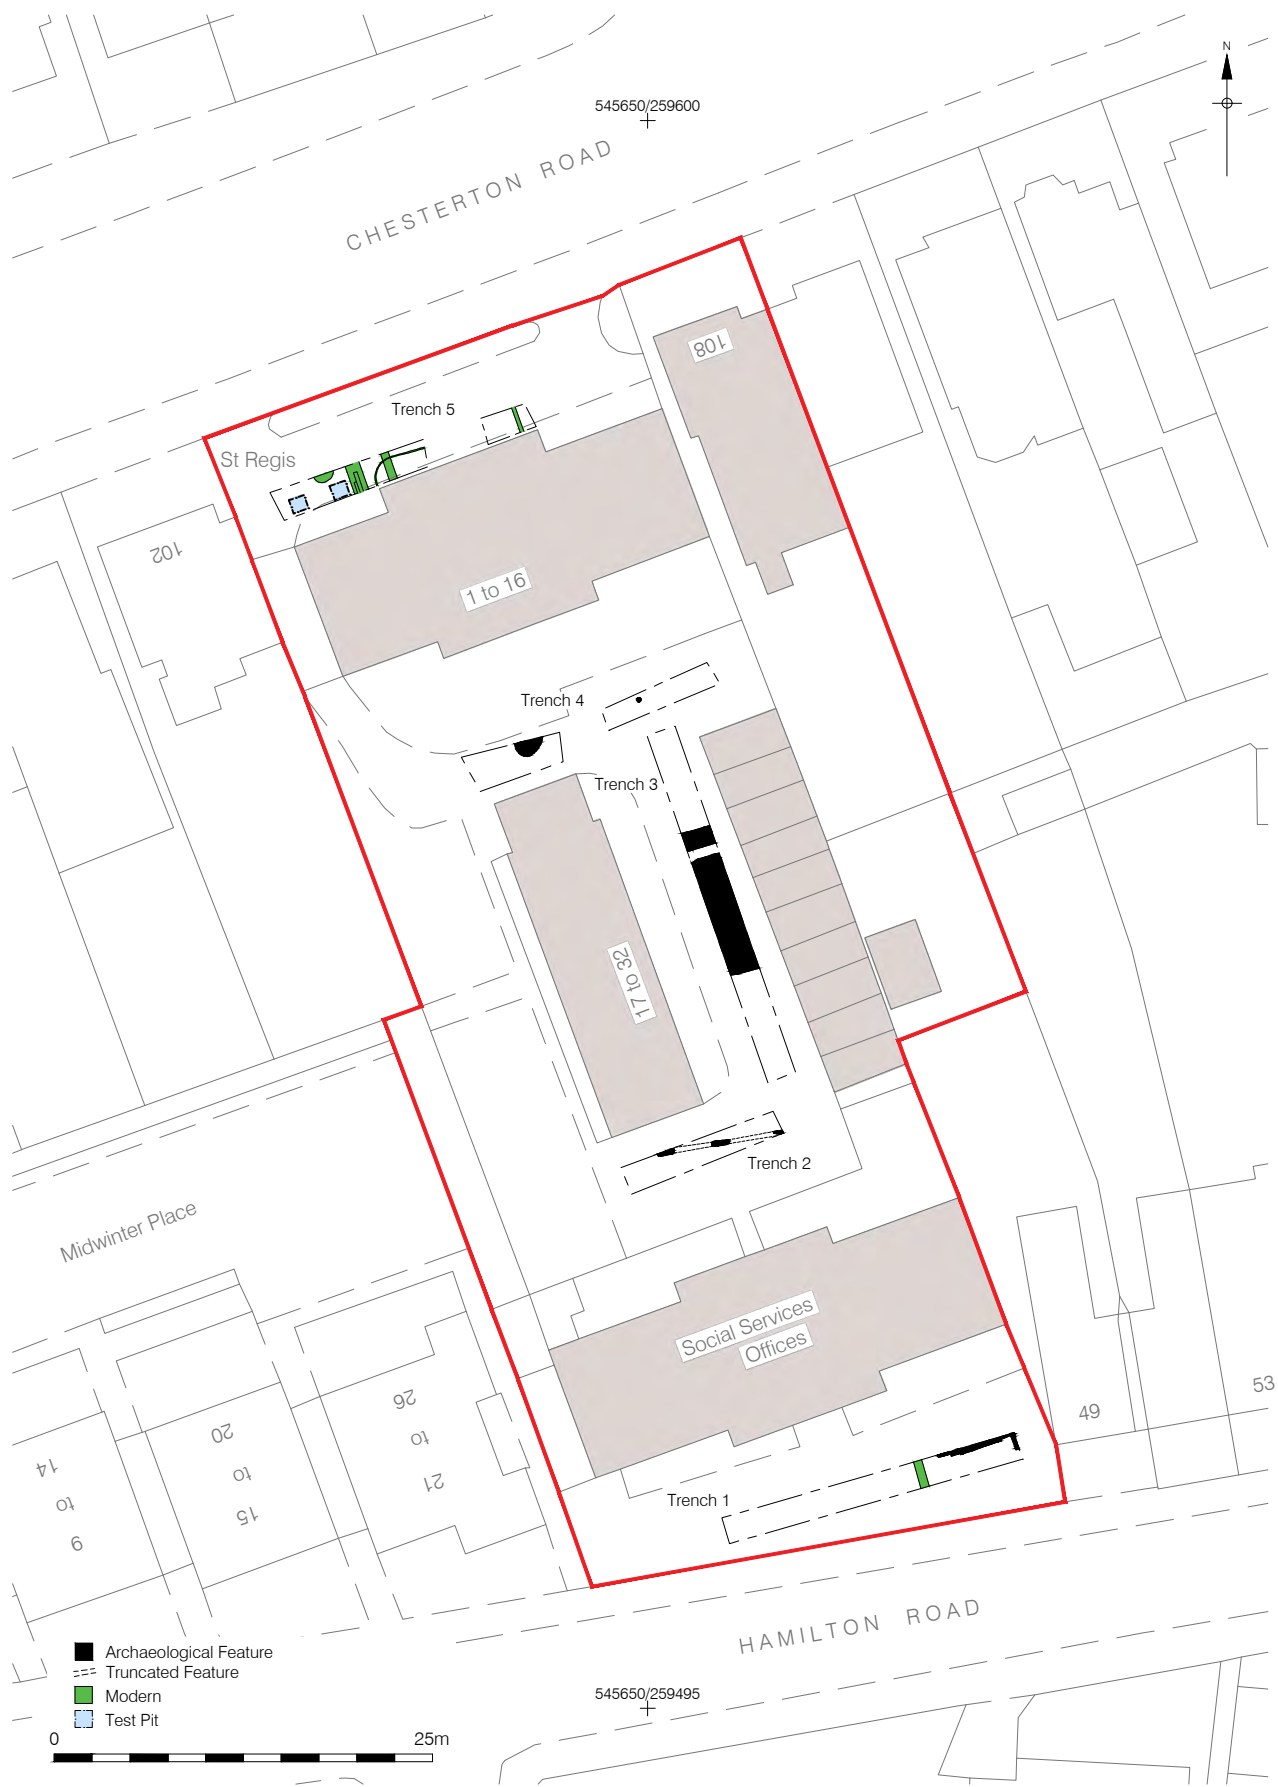 N
545650/259600
CHESTERTON ROAD
108
Trench 5
St Regis
102
1 to 16
Trench 4
Trench 3
17 to 32
Trench 2
Midwinter Place
Social Services
Offices
53
49
26
to
21
20
to
15
14
to
9
Trench 1
HAMILTON ROAD
Archaeological Feature
Truncated Feature
Modern
Test Pit
545650/259495
0 25m